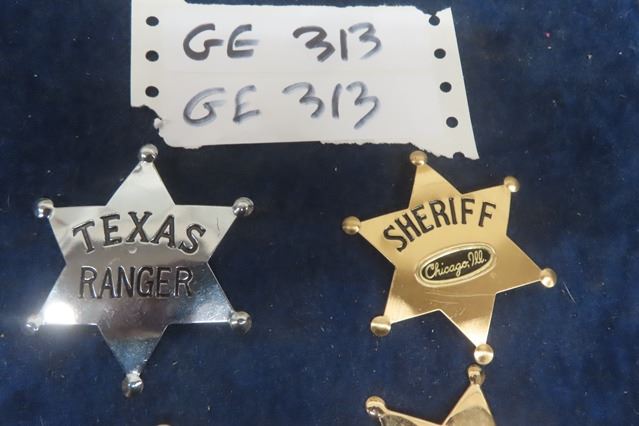 GE 313
GE 313
TEXAS
RANGER
SHERIFF
Chicago, Ill.